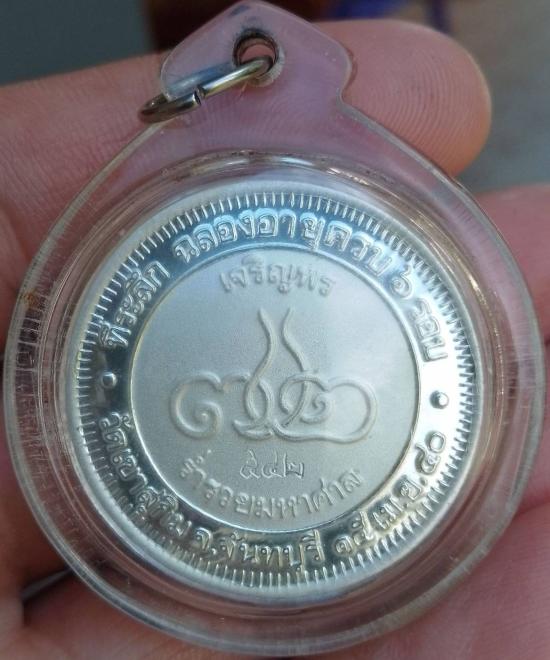 ที่ระลึก ฉลองอายุครบ ๖ รอบ
เจริญพร
๕๔๒
ร่ำรวยมหาศาล
วัดเขาสุกิม จ.จันทบุรี ๑๕ เม.ย. ๔๐